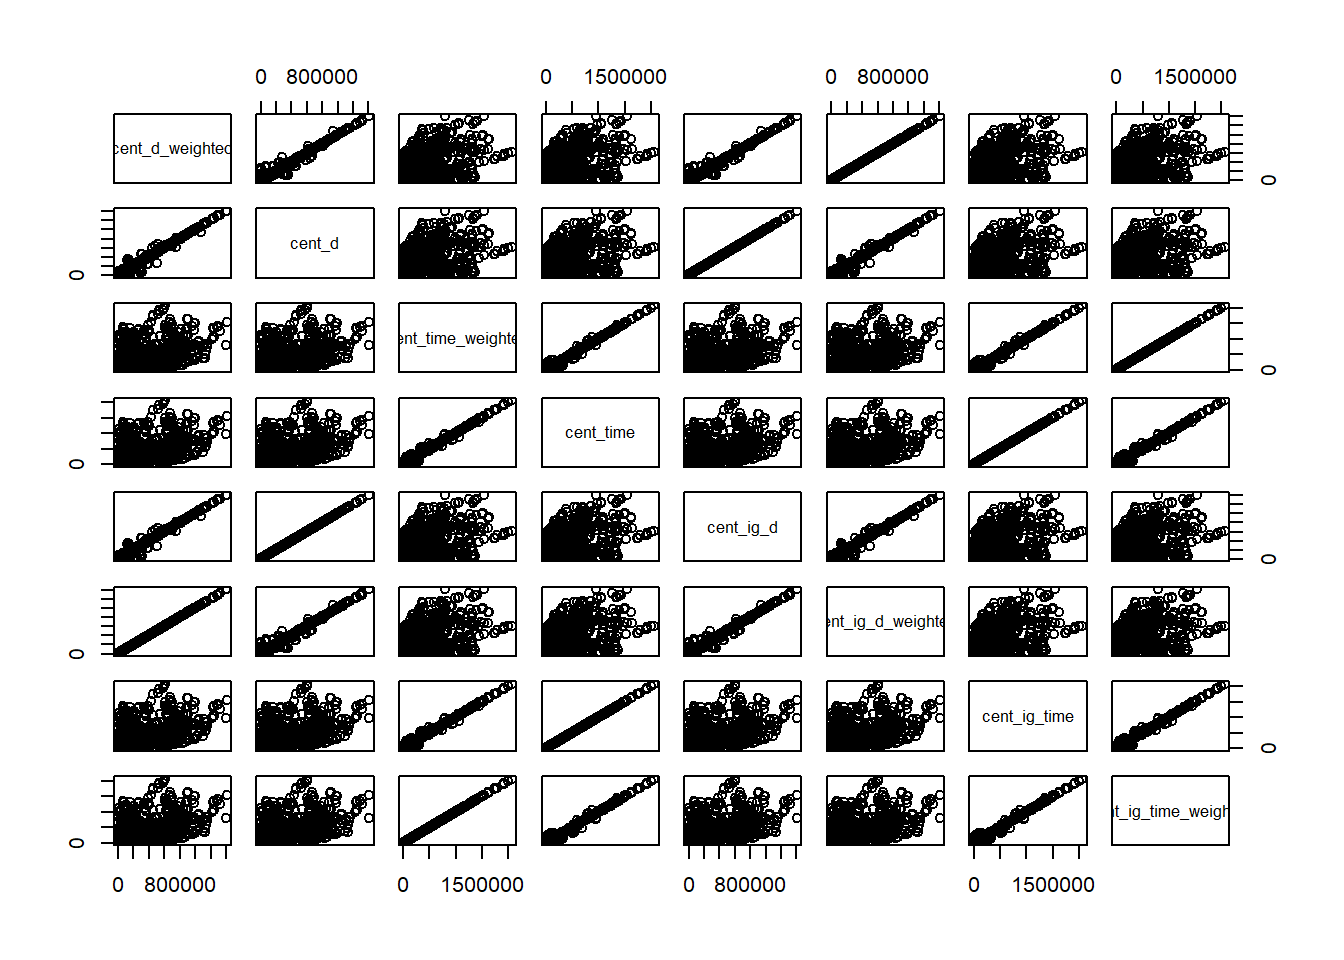 0 800000 0 1500000 0 800000 0 1500000
cent_d_weighted
0
0
cent_d
ent_time_weighte
0
0
cent_time
cent_ig_d
0
0
ent_ig_d_weighte
cent_ig_time
0
0
nt_ig_time_weigh
0 800000 0 1500000 0 800000 0 1500000